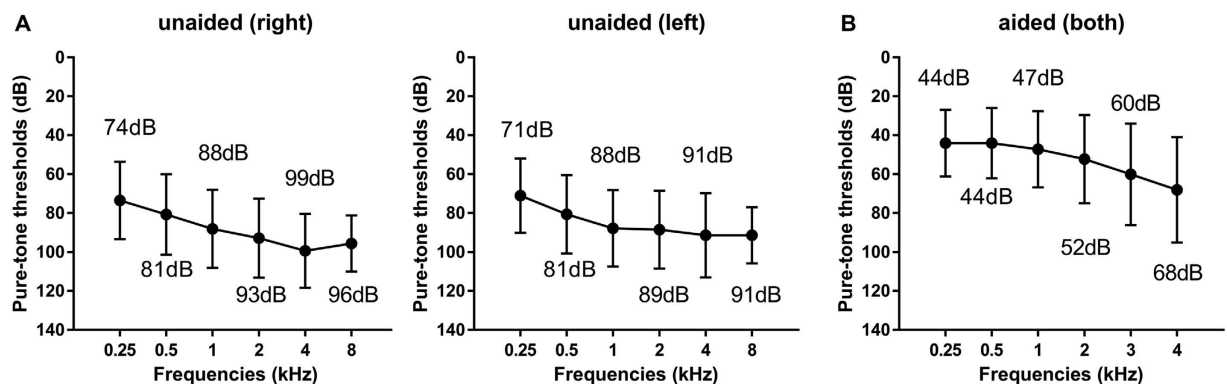 A
unaided (right)
Pure-tone thresholds (dB)
0
20
40
60
80
100
120
140
74dB
81dB
88dB
93dB
99dB
96dB
0.25 0.5 1 2 4 8
Frequencies (kHz)
unaided (left)
Pure-tone thresholds (dB)
0
20
40
60
80
100
120
140
71dB
81dB
88dB
89dB
91dB
91dB
0.25 0.5 1 2 4 8
Frequencies (kHz)
B
aided (both)
Pure-tone thresholds (dB)
0
20
40
60
80
100
120
140
44dB
44dB
47dB
52dB
60dB
68dB
0.25 0.5 1 2 3 4
Frequencies (kHz)